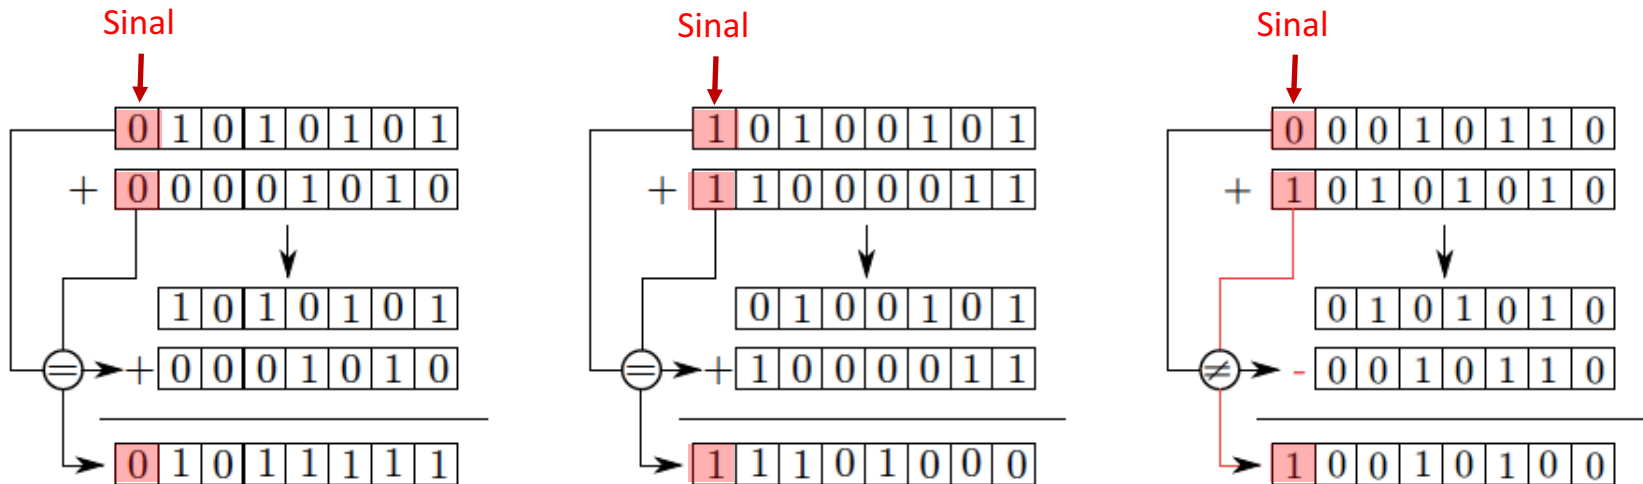 Sinal
0 1 0 1 0 1 0 1
+ 0 0 0 0 1 0 1 0
1 0 1 0 1 0 1
= + 0 0 0 1 0 1 0
0 1 0 1 1 1 1 1
Sinal
1 0 1 0 0 1 0 1
+ 1 1 0 0 0 0 1 1
0 1 0 0 1 0 1
= + 1 0 0 0 0 1 1
1 1 1 0 1 0 0 0
Sinal
0 0 0 1 0 1 1 0
+ 1 0 1 0 1 0 1 0
0 1 0 1 0 1 0
≠ - 0 0 1 0 1 1 0
1 0 0 1 0 1 0 0